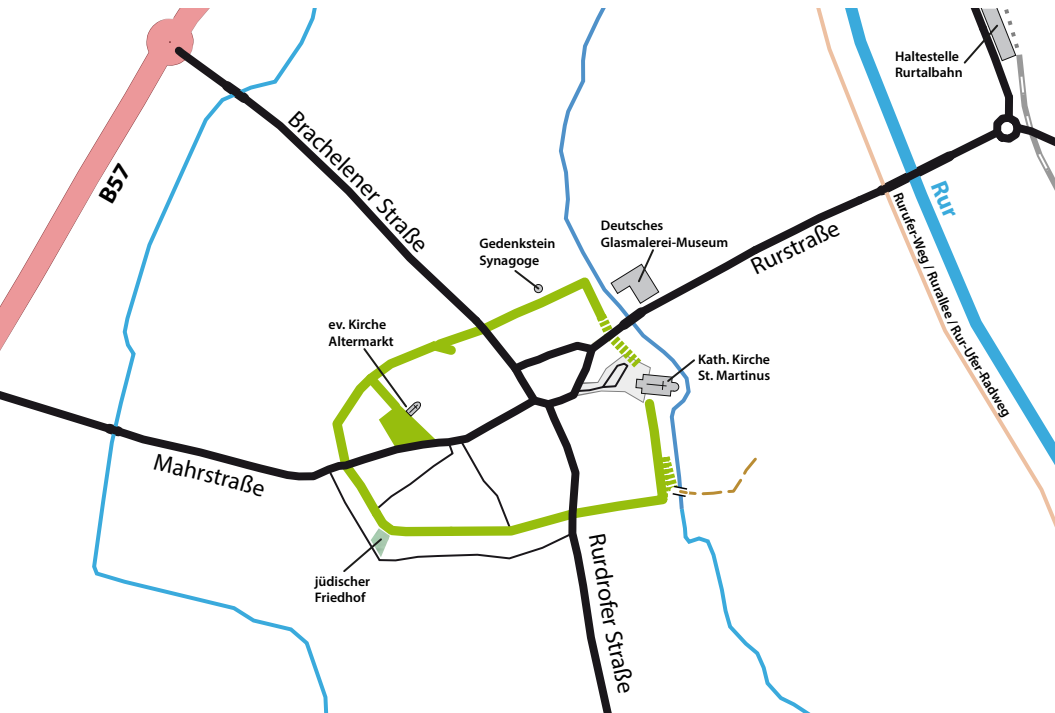 Haltestelle
Rurtalbahn
Brachelener Straße
B57
Rur
Deutsches
Glasmalerei-Museum
Gedenkstein
Synagoge
Rurstraße
Rurufer-Weg / Rurallee / Rur-Ufer-Radweg
ev. Kirche
Altermarkt
Kath. Kirche
St. Martinus
Mahrstraße
jüdischer
Friedhof
Rurdrofer Straße